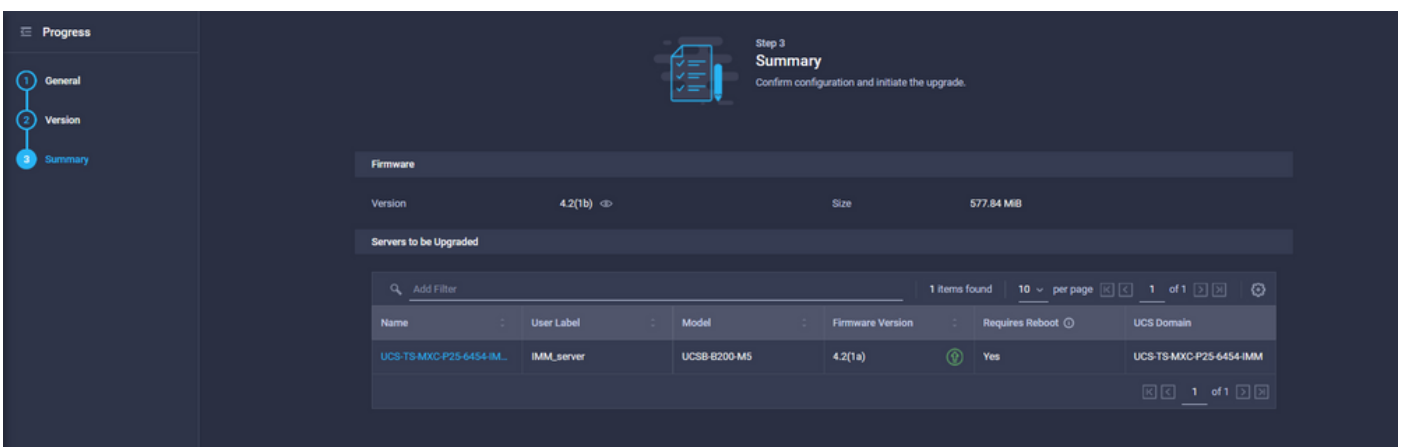 Progress
1 General
2 Version
3 Summary
Step 3
Summary
Confirm configuration and initiate the upgrade.
Firmware
Version 4.2(1b) Size 577.84 MiB
Servers to be Upgraded
Add Filter 1 items found 10 per page 1 of 1
Name User Label Model Firmware Version Requires Reboot UCS Domain
UCS-TS-MXC-P25-6454-IM... IMM_server UCSB-B200-M5 4.2(1a) Yes UCS-TS-MXC-P25-6454-IMM
1 of 1